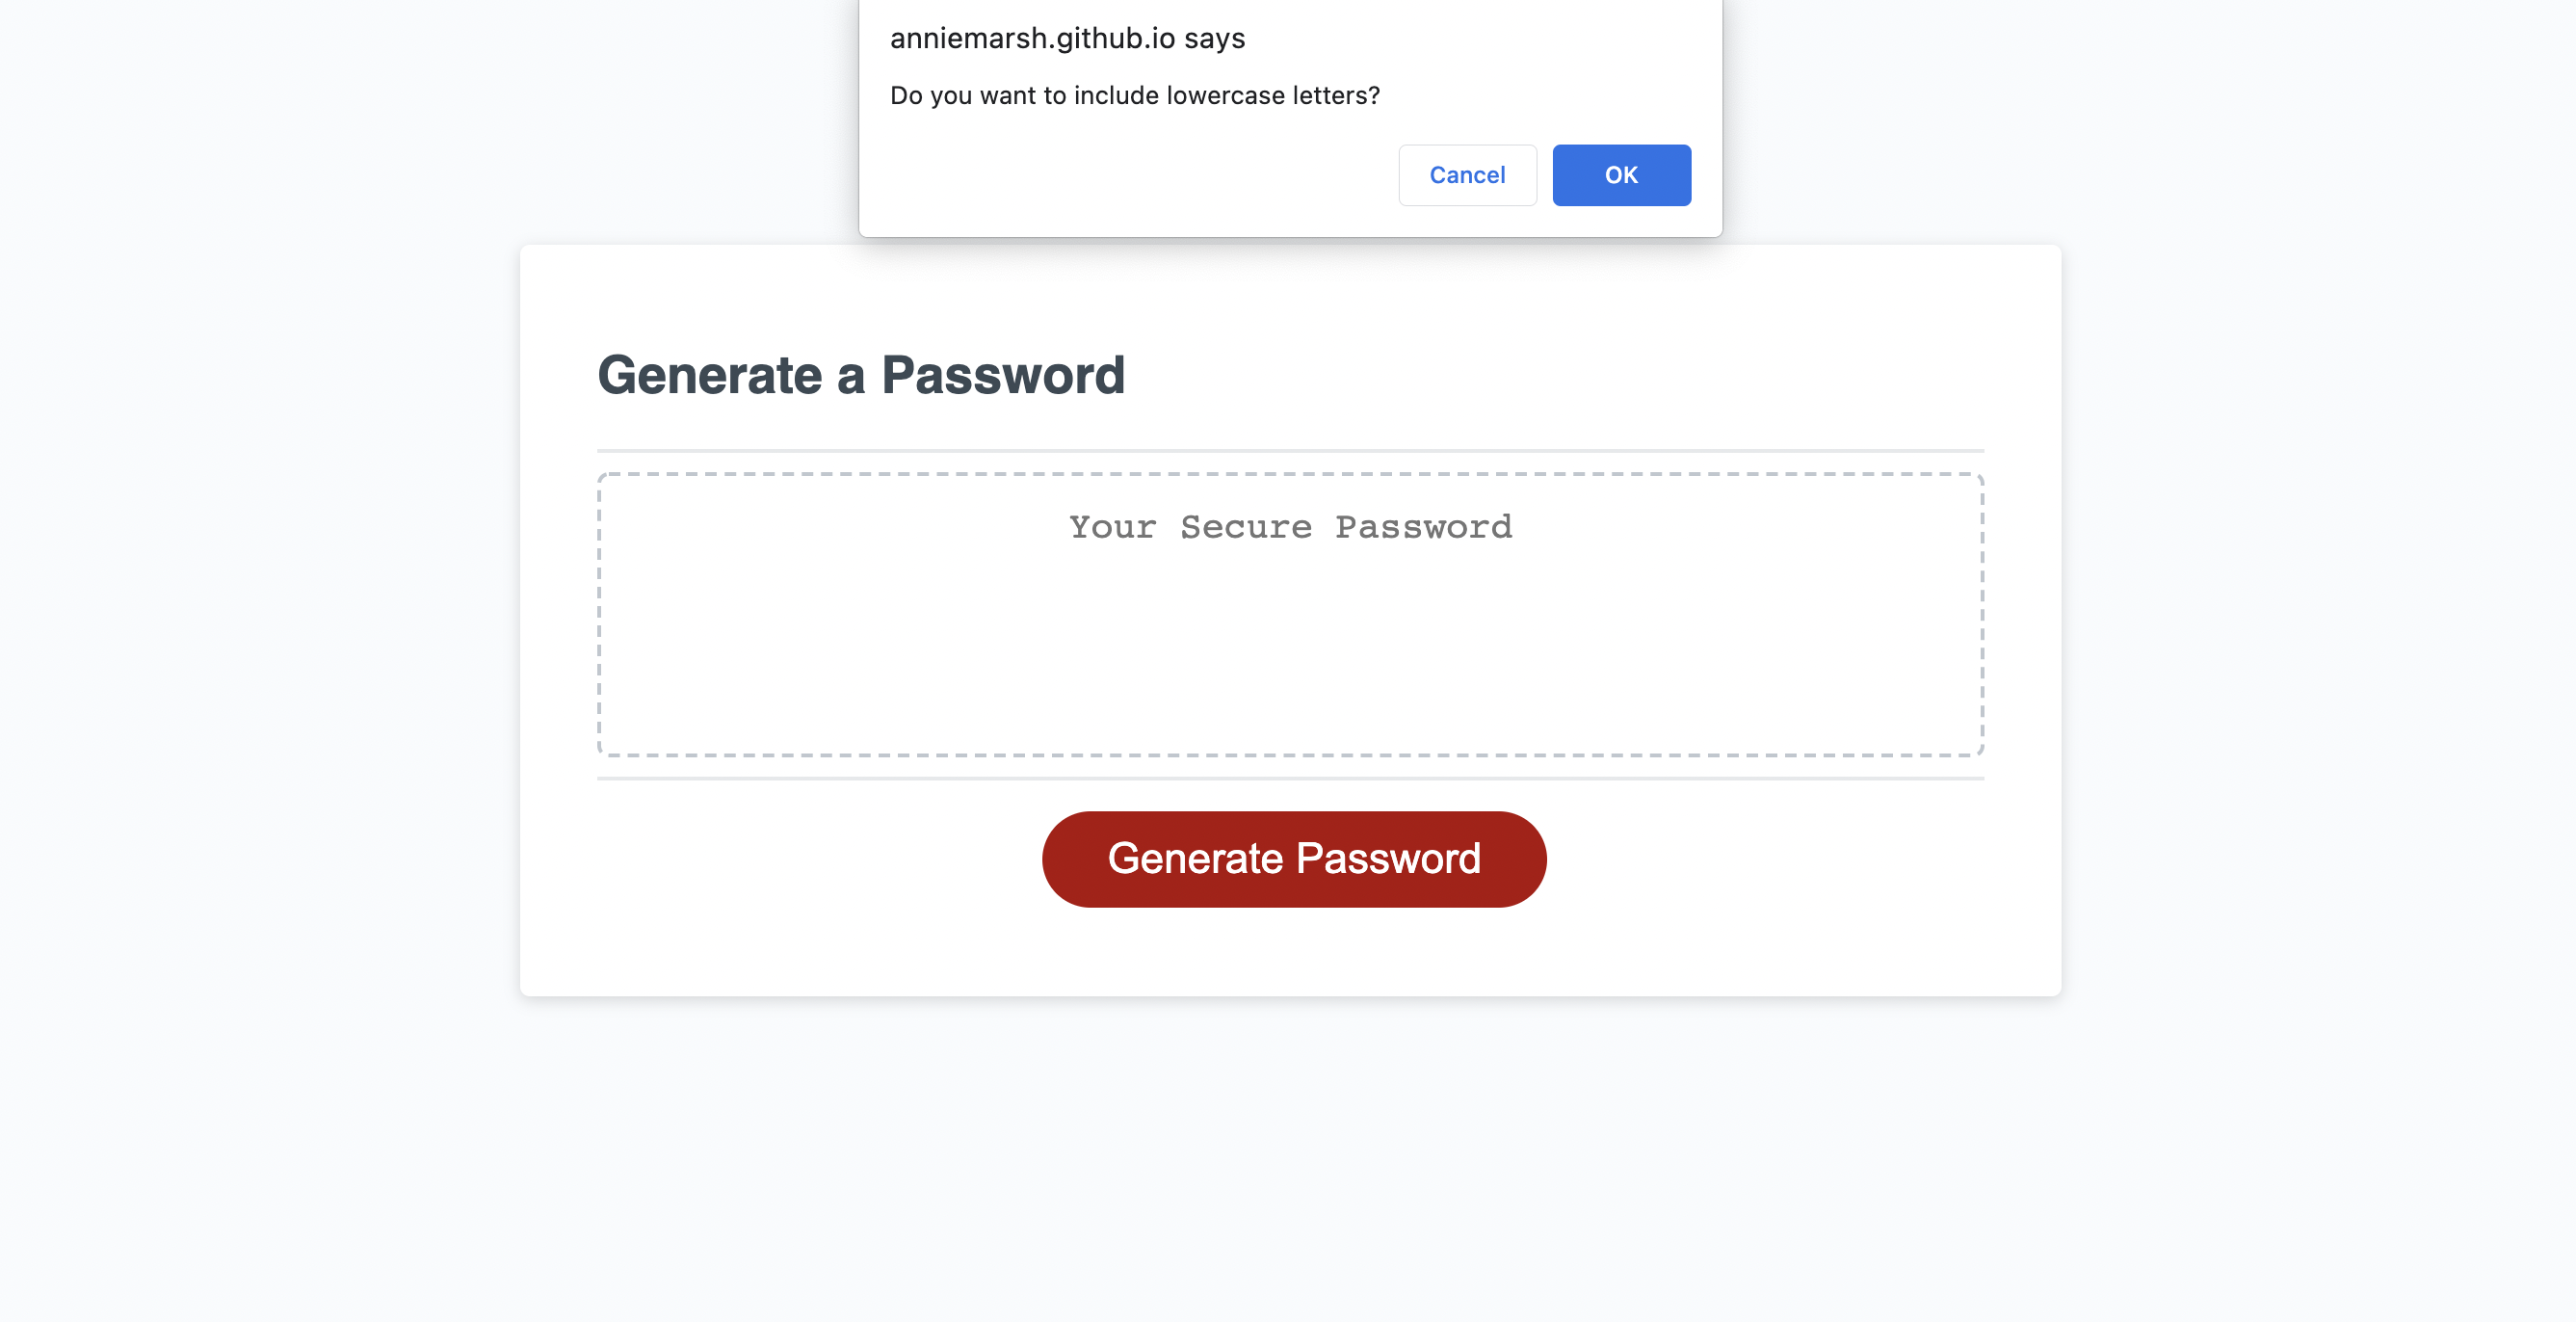 anniemarsh.github.io says
Do you want to include lowercase letters?
Cancel
OK
Generate a Password
Your Secure Password
Generate Password